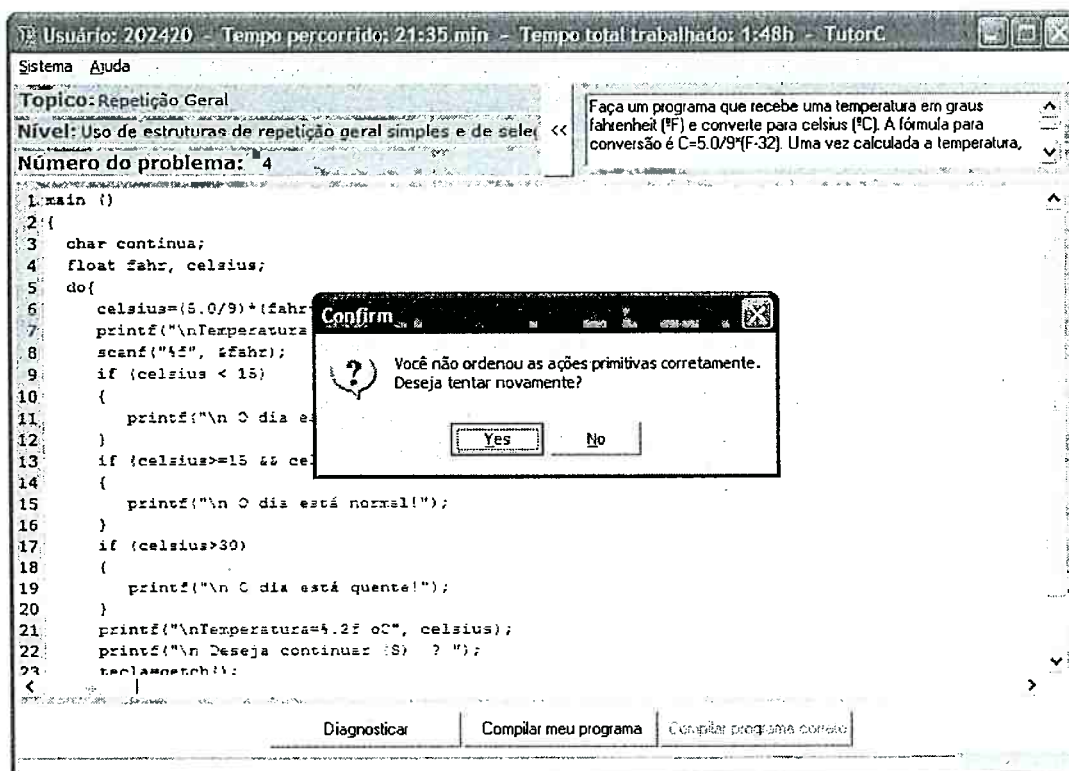 Usuário: 202420 - Tempo percorrido: 21:35 min - Tempo total trabalhado: 1:48h - TutorC
Sistema Ajuda
Topico: Repetição Geral
Nível: Uso de estruturas de repetição geral simples e de sele
Número do problema: 4
<<
Faça um programa que recebe uma temperatura em graus
fahrenheit (ºF) e converte para celsius (ºC). A fórmula para
conversão é C=5.0/9*(F-32). Uma vez calculada a temperatura,
1 main ()
2 {
3 char continua;
4 float fahr, celsius;
5 do{
6 celsius=(5.0/9)*(fahr
7 printf("\nTemperatura
8 scanf("%f", &fahr);
9 if (celsius < 15)
10 {
11 printf("\n O dia es
12 }
13 if (celsius>=15 && cel
14 {
15 printf("\n O dia está normal!");
16 }
17 if (celsius>30)
18 {
19 printf("\n O dia está quente!");
20 }
21 printf("\nTemperatura=%.2f oC", celsius);
22 printf("\n Deseja continuar (S) ? ");
23 tecla=getch();
Confirm
Você não ordenou as ações primitivas corretamente.
Deseja tentar novamente?
Yes No
Diagnosticar Compilar meu programa Compilar programa correto